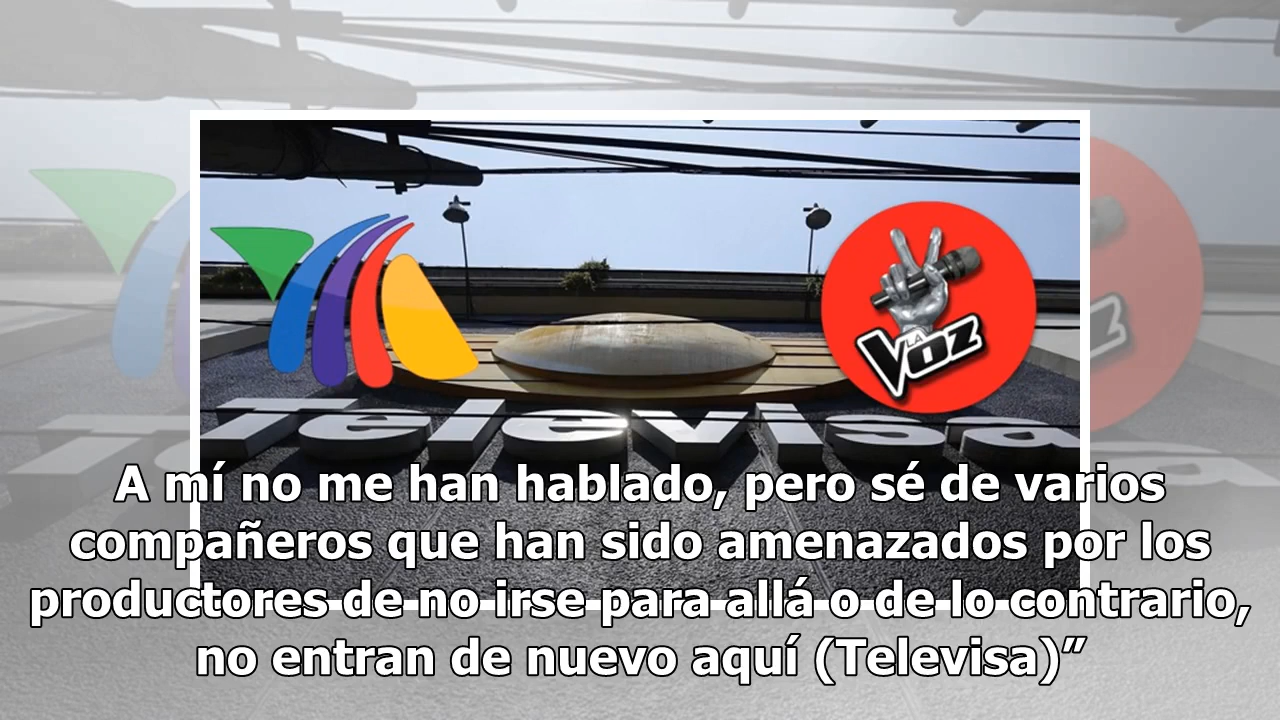 LA
VOZ
Televisa
A mí no me han hablado, pero sé de varios
compañeros que han sido amenazados por los
productores de no irse para allá o de lo contrario,
no entran de nuevo aquí (Televisa)”